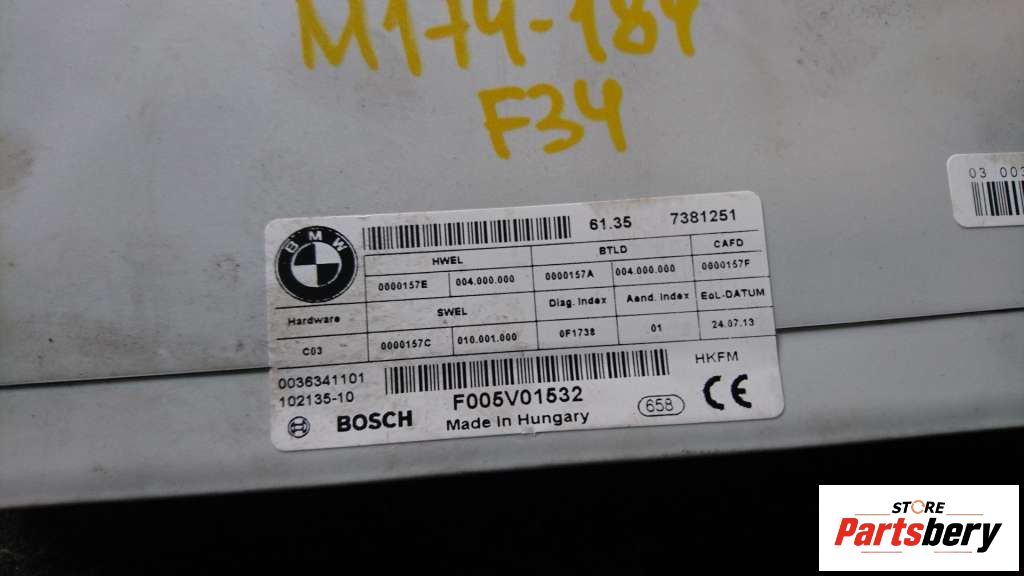 M174-184
F34
03 003
BMW
61.35 7381251
HWEL BTLD CAFD
0000157E 004.000.000 0000157A 004.000.000 0000157F
Hardware SWEL Diag. Index Aend. Index EoL-DATUM
C03 0000157C 010.001.000 0F1738 01 24.07.13
0036341101 HKFM
102135-10 F005V01532 658 CE
BOSCH Made in Hungary
STORE
Partsbery